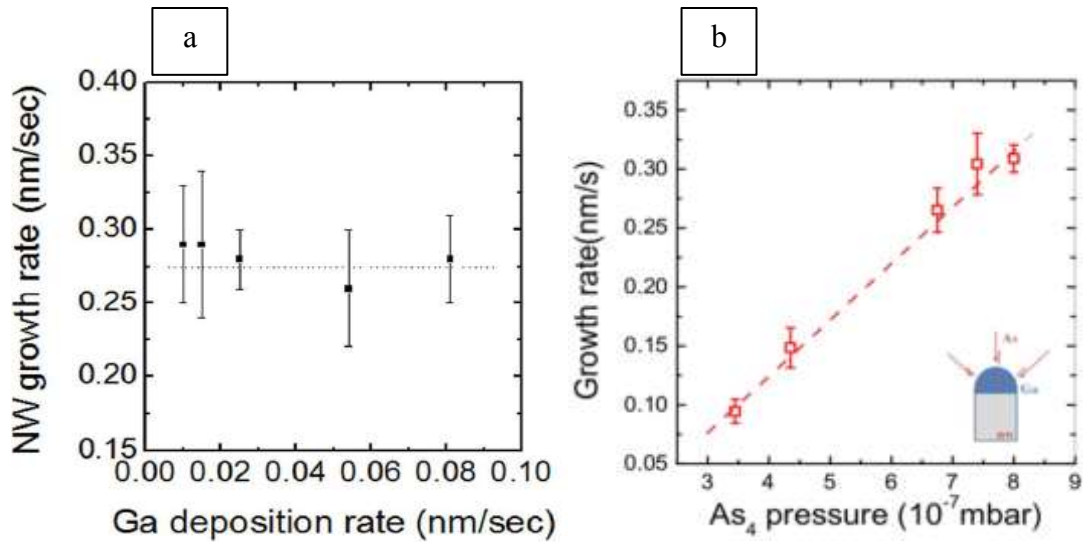 a
NW growth rate (nm/sec)
0.40
0.35
0.30
0.25
0.20
0.15
0.00 0.02 0.04 0.06 0.08 0.10
Ga deposition rate (nm/sec)
b
Growth rate(nm/s)
0.35
0.30
0.25
0.20
0.15
0.10
0.05
As
Ga
3 4 5 6 7 8 9
As₄ pressure (10⁻⁷mbar)